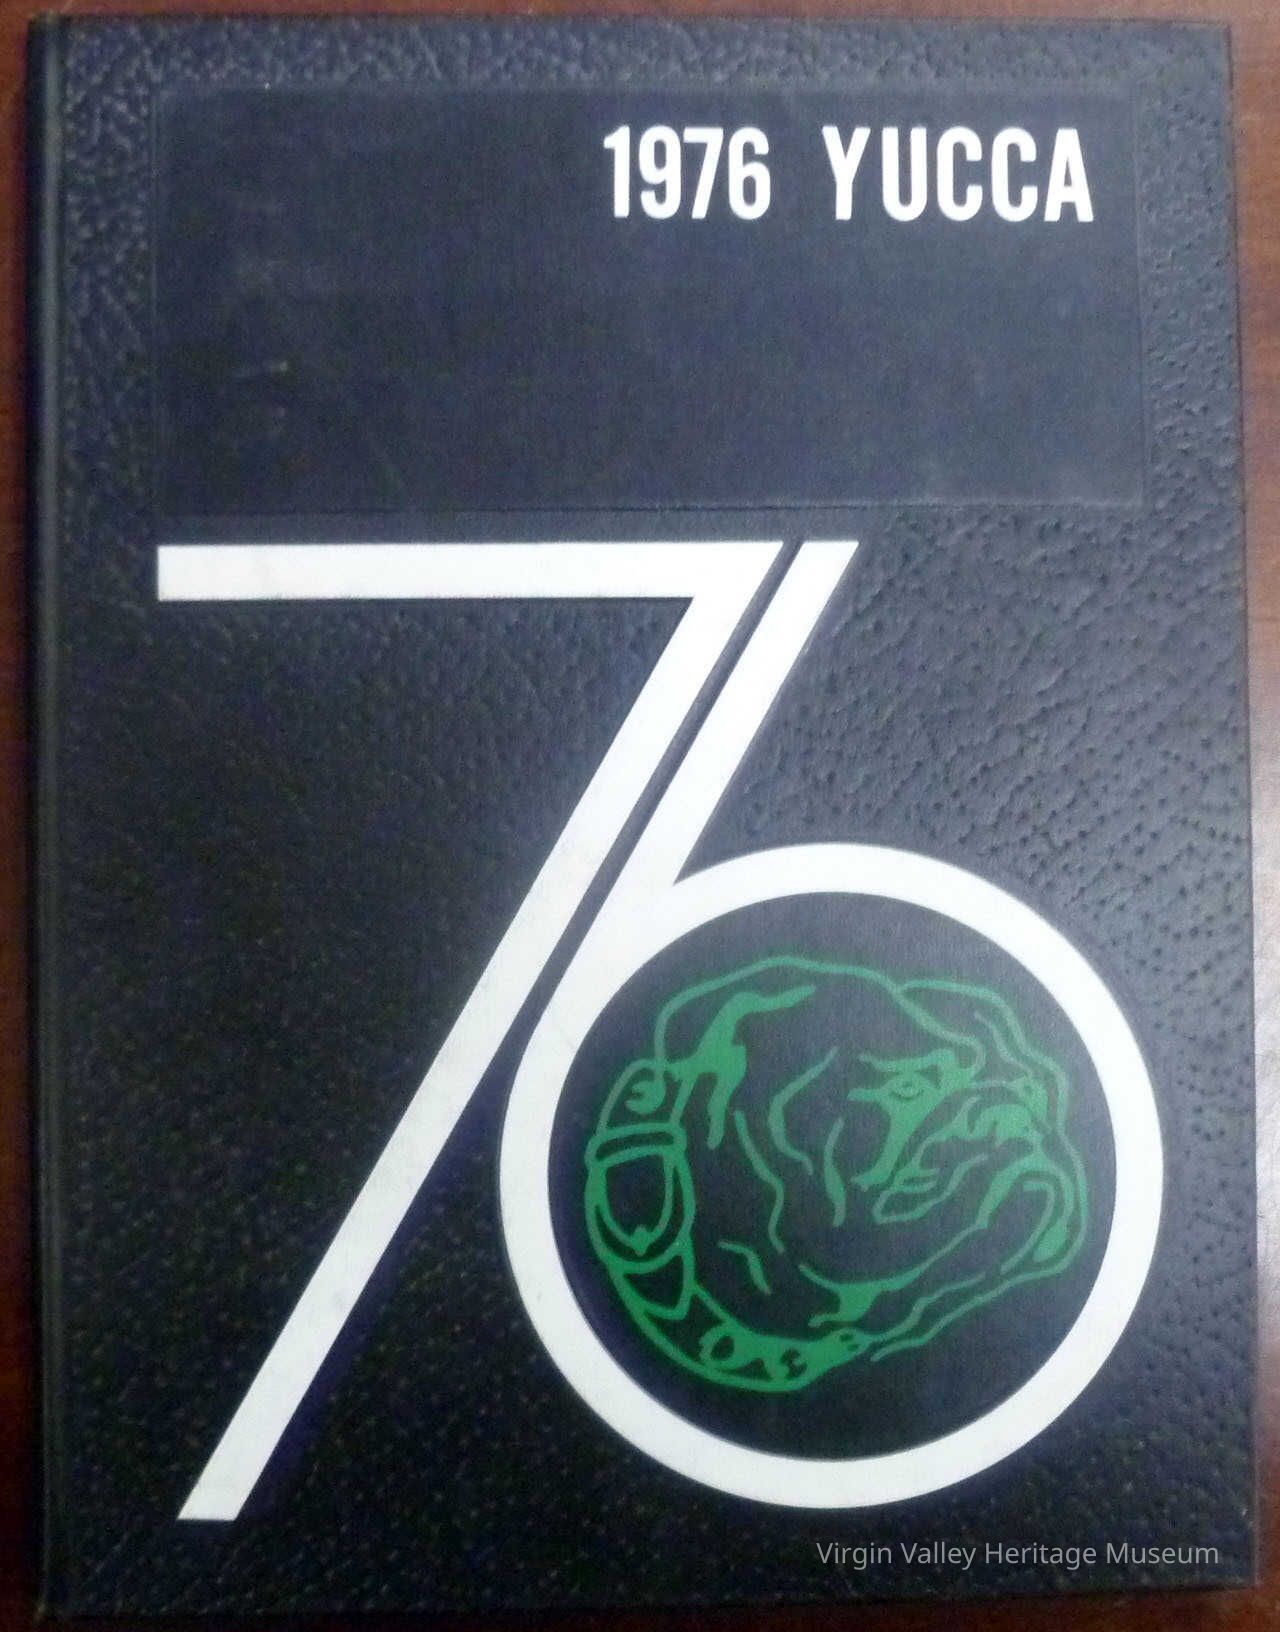 1976 YUCCA
76
Virgin Valley Heritage Museum